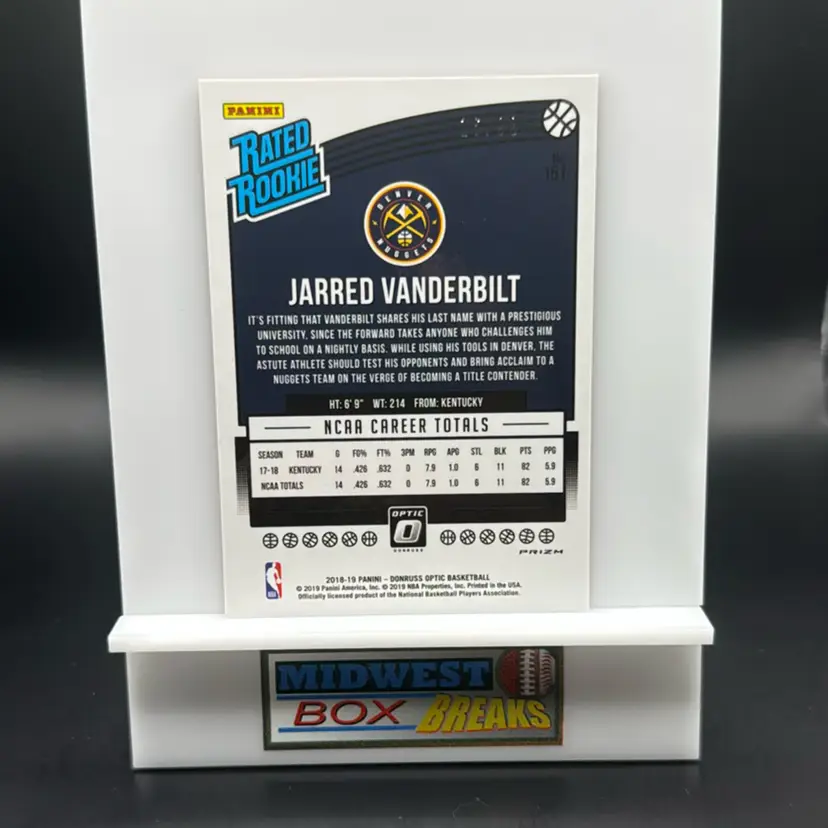 PANINI
RATED
ROOKIE
DENVER
NUGGETS
JARRED VANDERBILT
IT'S FITTING THAT VANDERBILT SHARES HIS LAST NAME WITH A PRESTIGIOUS
UNIVERSITY, SINCE THE FORWARD TAKES ANYONE WHO CHALLENGES HIM
TO SCHOOL ON A NIGHTLY BASIS. WHILE USING HIS TOOLS IN DENVER, THE
ASTUTE ATHLETE SHOULD TEST HIS OPPONENTS AND BRING ACCLAIM TO A
NUGGETS TEAM ON THE VERGE OF BECOMING A TITLE CONTENDER.
HT: 6' 9" WT: 214 FROM: KENTUCKY
NCAA CAREER TOTALS
SEASON TEAM G FG% FT% 3PM RPG APG STL BLK PTS PPG
17-18 KENTUCKY 14 .426 .632 0 7.9 1.0 6 11 82 5.9
NCAA TOTALS 14 .426 .632 0 7.9 1.0 6 11 82 5.9
OPTIC
DONRUSS
PRIZM
2018-19 PANINI – DONRUSS OPTIC BASKETBALL
© 2019 Panini America, Inc. © 2019 NBA Properties, Inc. Printed in the USA.
Officially licensed product of the National Basketball Players Association.
MIDWEST
BOX BREAKS